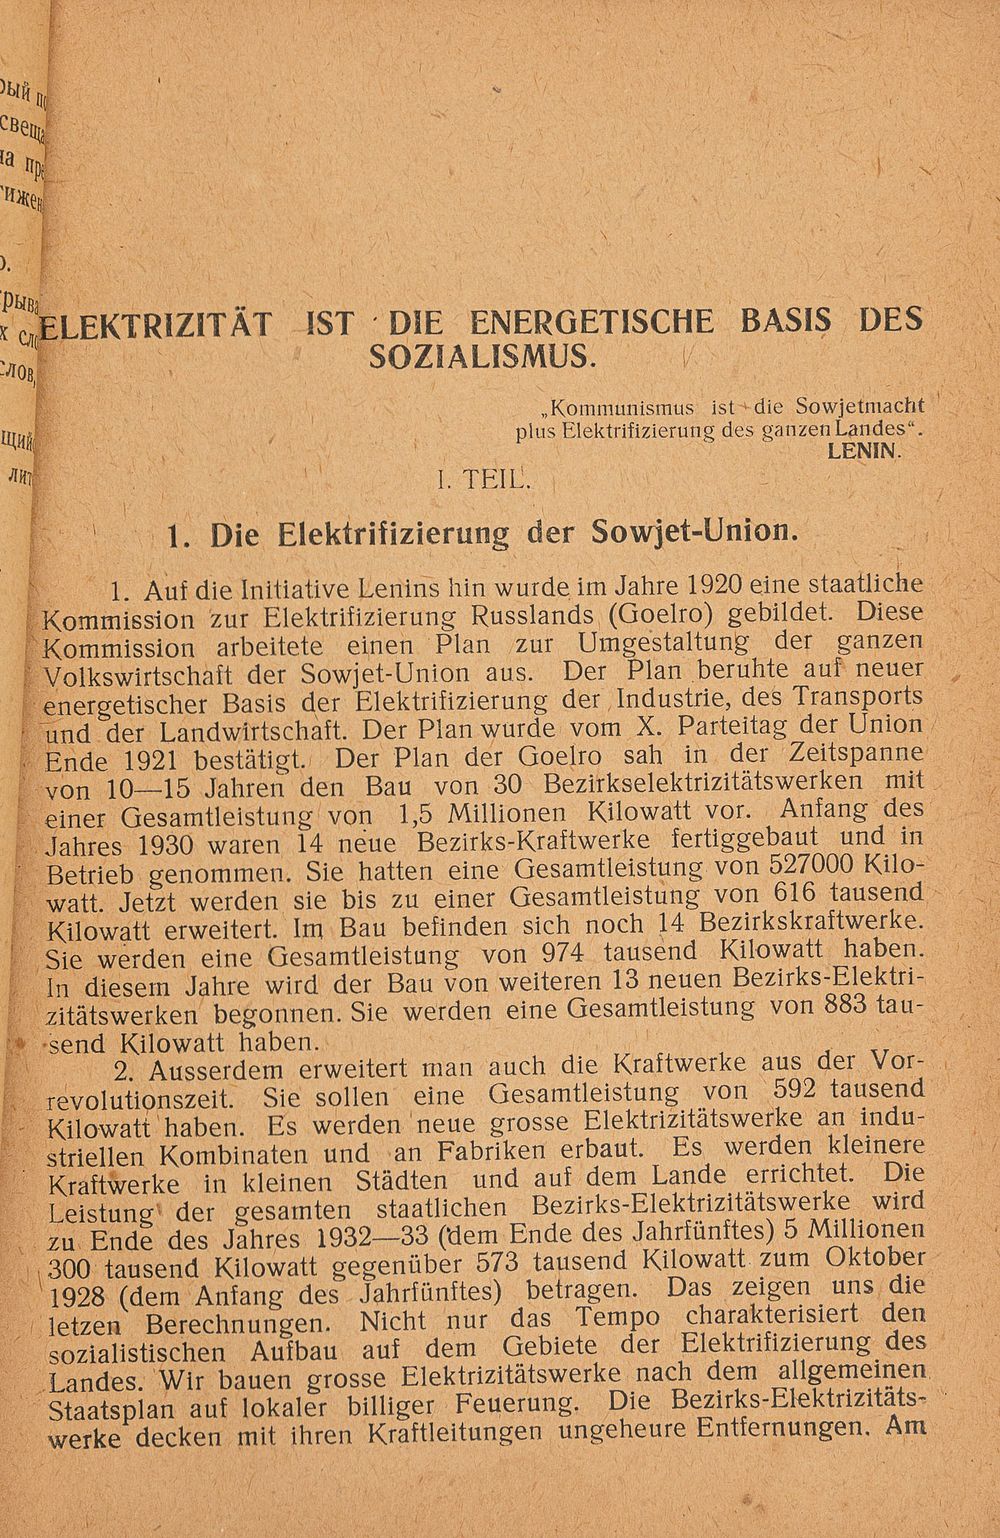 ELEKTRIZITÄT IST DIE ENERGETISCHE BASIS DES
SOZIALISMUS.
„Kommunismus ist die Sowjetmacht
plus Elektrifizierung des ganzen Landes“.
LENIN.
I. TEIL.
1. Die Elektrifizierung der Sowjet-Union.
1. Auf die Initiative Lenins hin wurde im Jahre 1920 eine staatliche
Kommission zur Elektrifizierung Russlands (Goelro) gebildet. Diese
Kommission arbeitete einen Plan zur Umgestaltung der ganzen
Volkswirtschaft der Sowjet-Union aus. Der Plan beruhte auf neuer
energetischer Basis der Elektrifizierung der Industrie, des Transports
und der Landwirtschaft. Der Plan wurde vom X. Parteitag der Union
Ende 1921 bestätigt. Der Plan der Goelro sah in der Zeitspanne
von 10—15 Jahren den Bau von 30 Bezirkselektrizitätswerken mit
einer Gesamtleistung von 1,5 Millionen Kilowatt vor. Anfang des
Jahres 1930 waren 14 neue Bezirks-Kraftwerke fertiggebaut und in
Betrieb genommen. Sie hatten eine Gesamtleistung von 527000 Kilo-
watt. Jetzt werden sie bis zu einer Gesamtleistung von 616 tausend
Kilowatt erweitert. Im Bau befinden sich noch 14 Bezirkskraftwerke.
Sie werden eine Gesamtleistung von 974 tausend Kilowatt haben.
In diesem Jahre wird der Bau von weiteren 13 neuen Bezirks-Elektri-
zitätswerken begonnen. Sie werden eine Gesamtleistung von 883 tau-
send Kilowatt haben.
2. Ausserdem erweitert man auch die Kraftwerke aus der Vor-
revolutionszeit. Sie sollen eine Gesamtleistung von 592 tausend
Kilowatt haben. Es werden neue grosse Elektrizitätswerke an indu-
striellen Kombinaten und an Fabriken erbaut. Es werden kleinere
Kraftwerke in kleinen Städten und auf dem Lande errichtet. Die
Leistung der gesamten staatlichen Bezirks-Elektrizitätswerke wird
zu Ende des Jahres 1932—33 (dem Ende des Jahrfünftes) 5 Millionen
300 tausend Kilowatt gegenüber 573 tausend Kilowatt zum Oktober
1928 (dem Anfang des Jahrfünftes) betragen. Das zeigen uns die
letzen Berechnungen. Nicht nur das Tempo charakterisiert den
sozialistischen Aufbau auf dem Gebiete der Elektrifizierung des
Landes. Wir bauen grosse Elektrizitätswerke nach dem allgemeinen
Staatsplan auf lokaler billiger Feuerung. Die Bezirks-Elektrizitäts-
werke decken mit ihren Kraftleitungen ungeheure Entfernungen. Am